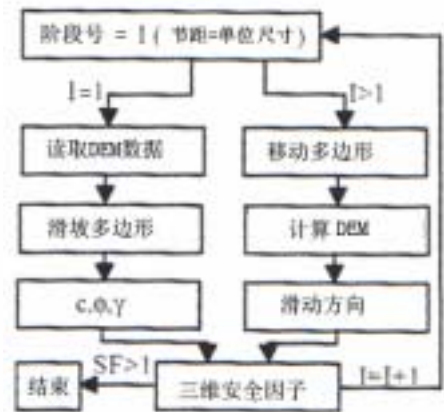 阶段号 = I ( 节距=单位尺寸)
I=1
I>1
读取DEM数据
移动多边形
滑坡多边形
计算 DEM
c,φ,γ
滑动方向
SF>1
I=I+1
结束
三维安全因子